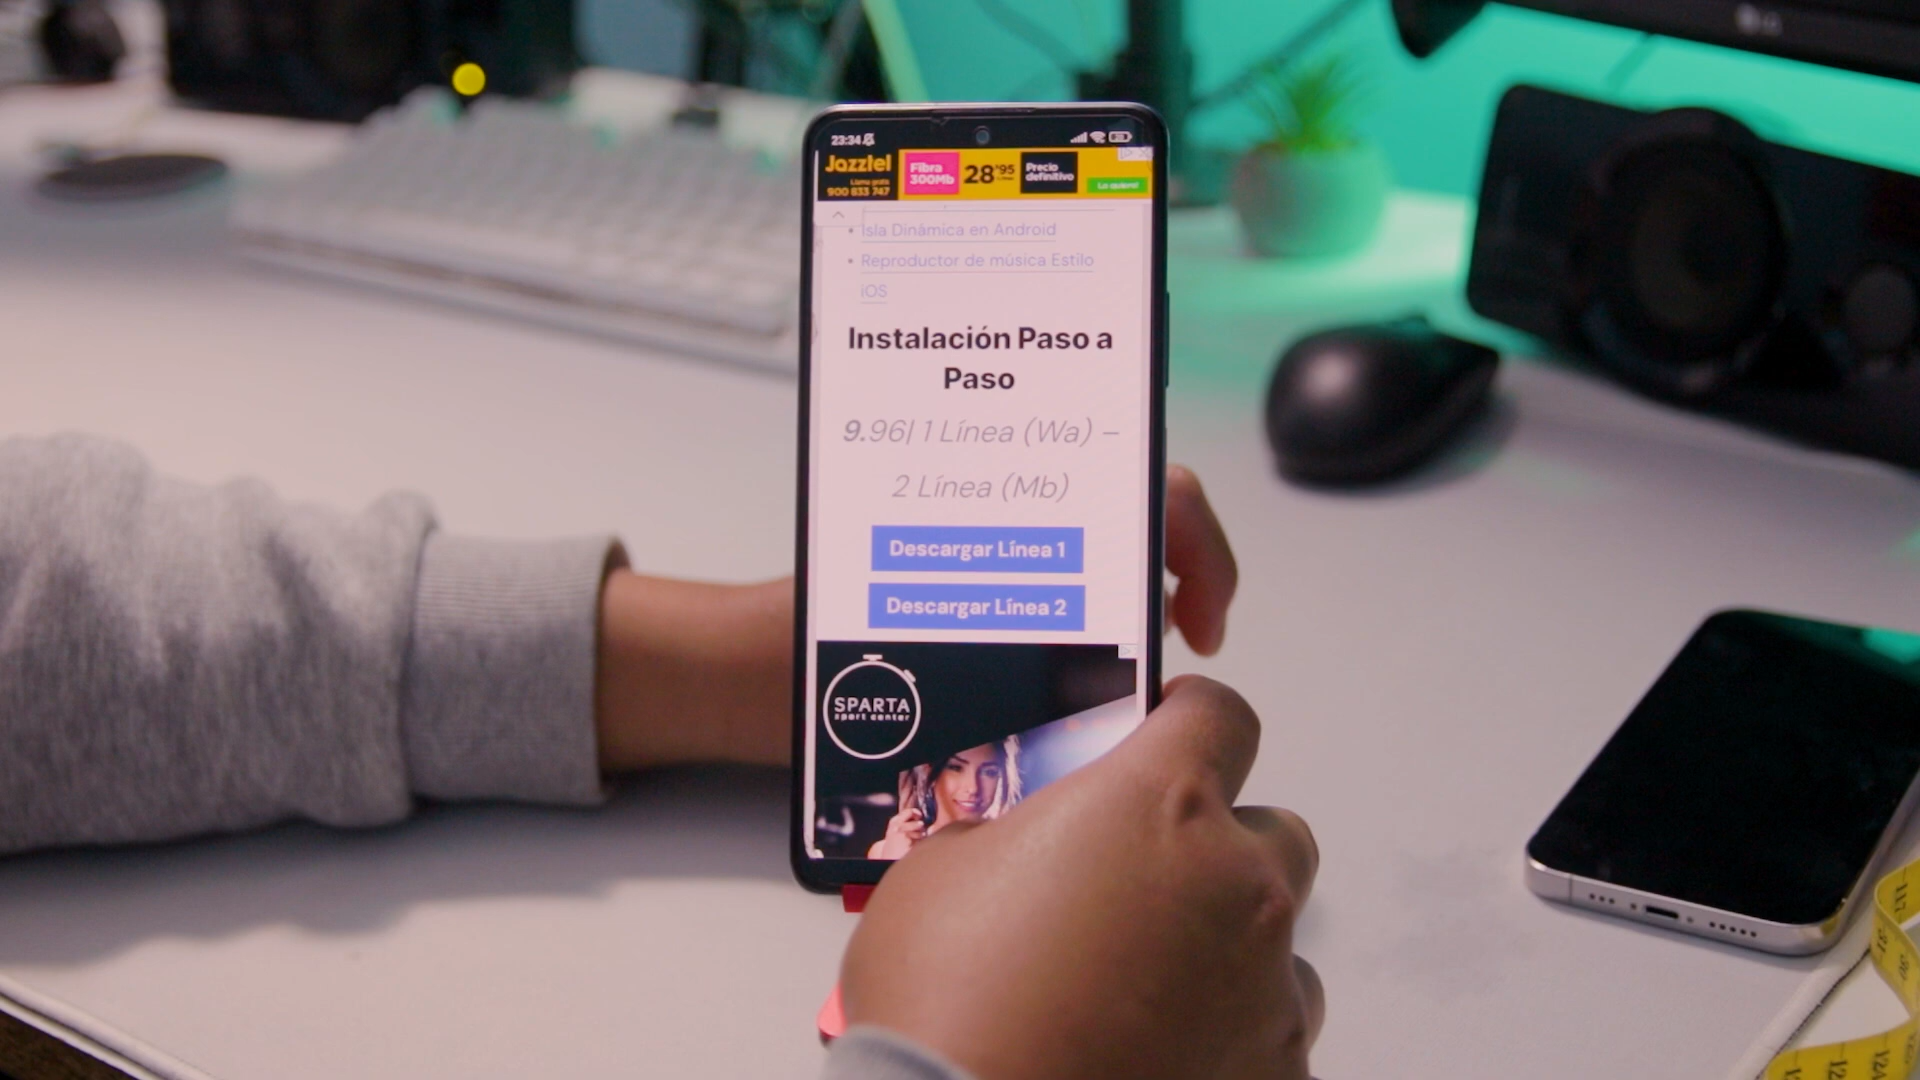 LG
23:34
Jazztel
Llama gratis
900 833 747
Fibra
300Mb
28'95
Precio
definitivo
Lo quiero!
Isla Dinámica en Android
Reproductor de música Estilo
iOS
Instalación Paso a
Paso
9.96| 1 Línea (Wa) –
2 Línea (Mb)
Descargar Línea 1
Descargar Línea 2
SPARTA
sport center